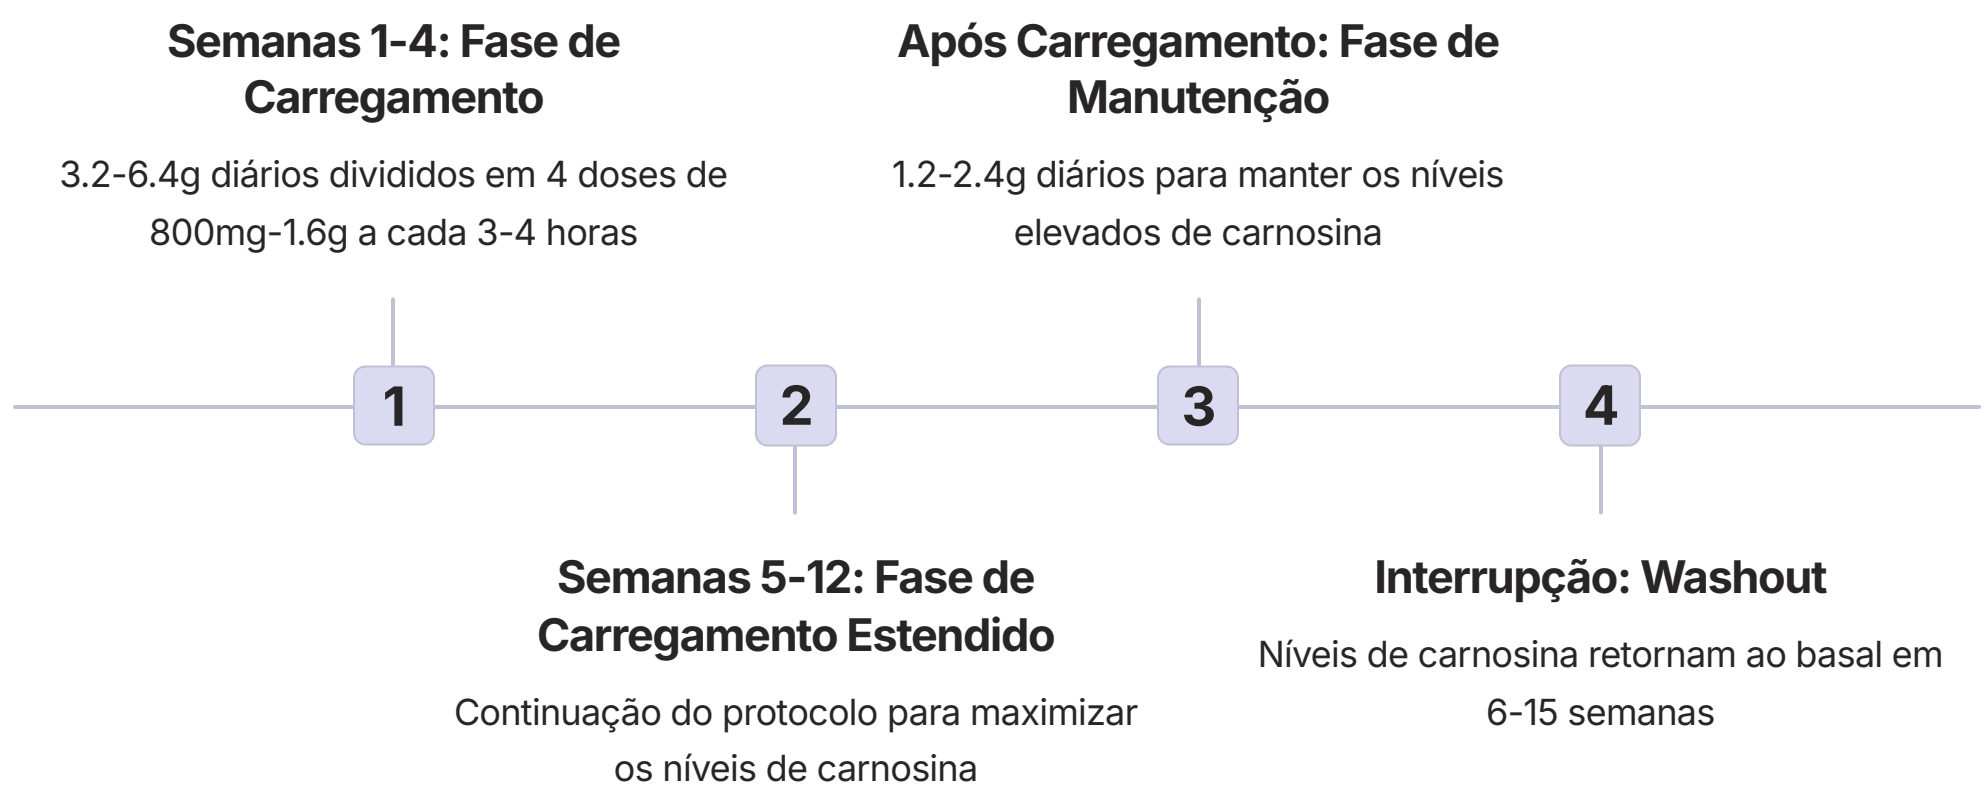 Semanas 1-4: Fase de
Carregamento
3.2-6.4g diários divididos em 4 doses de
800mg-1.6g a cada 3-4 horas
Após Carregamento: Fase de
Manutenção
1.2-2.4g diários para manter os níveis
elevados de carnosina
1
2
3
4
Semanas 5-12: Fase de
Carregamento Estendido
Continuação do protocolo para maximizar
os níveis de carnosina
Interrupção: Washout
Níveis de carnosina retornam ao basal em
6-15 semanas